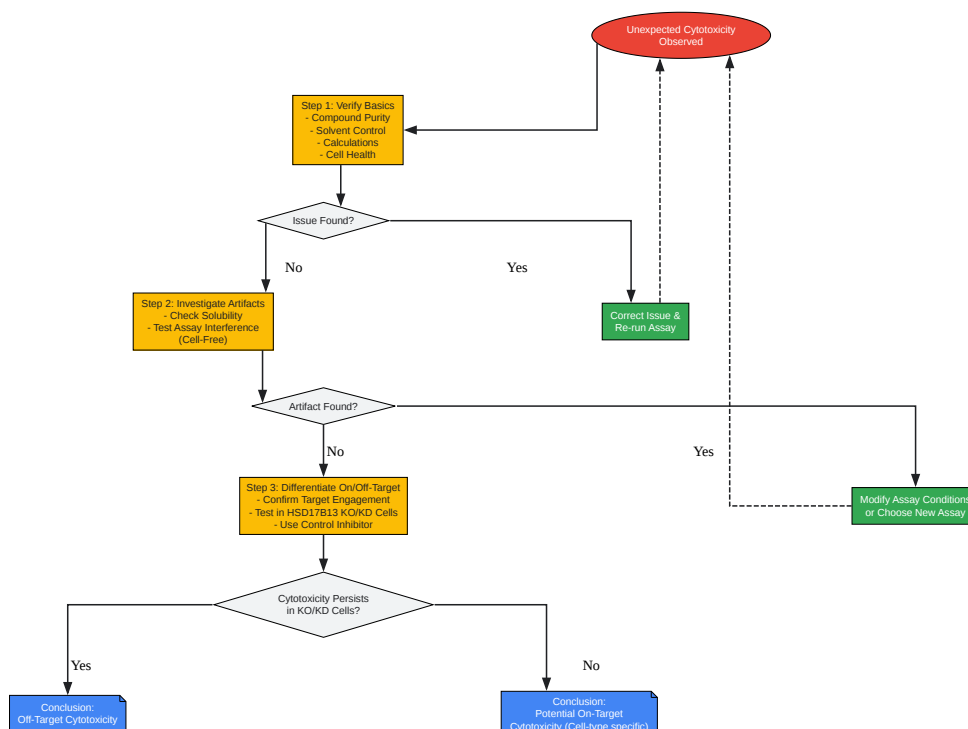 Unexpected Cytotoxicity
Observed
Step 1: Verify Basics
- Compound Purity
- Solvent Control
- Calculations
- Cell Health
Issue Found?
No
Yes
Step 2: Investigate Artifacts
- Check Solubility
- Test Assay Interference
(Cell-Free)
Correct Issue &
Re-run Assay
Artifact Found?
No
Yes
Step 3: Differentiate On/Off-Target
- Confirm Target Engagement
- Test in HSD17B13 KO/KD Cells
- Use Control Inhibitor
Modify Assay Conditions
or Choose New Assay
Cytotoxicity Persists
in KO/KD Cells?
Yes
No
Conclusion:
Off-Target Cytotoxicity
Conclusion:
Potential On-Target
Cytotoxicity (Cell-type specific)